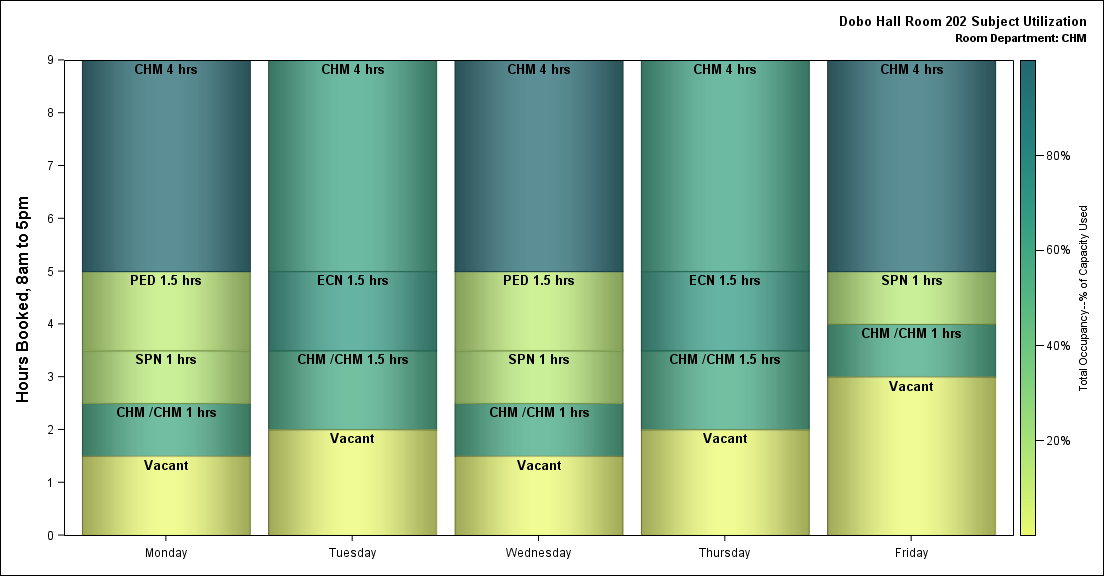 Dobo Hall Room 202 Subject Utilization
Room Department: CHM
Hours Booked, 8am to 5pm
9
8
7
6
5
4
3
2
1
0
CHM 4 hrs
PED 1.5 hrs
SPN 1 hrs
CHM /CHM 1 hrs
Vacant
CHM 4 hrs
ECN 1.5 hrs
CHM /CHM 1.5 hrs
Vacant
CHM 4 hrs
PED 1.5 hrs
SPN 1 hrs
CHM /CHM 1 hrs
Vacant
CHM 4 hrs
ECN 1.5 hrs
CHM /CHM 1.5 hrs
Vacant
CHM 4 hrs
SPN 1 hrs
CHM /CHM 1 hrs
Vacant
Monday
Tuesday
Wednesday
Thursday
Friday
80%
60%
40%
20%
Total Occupancy--% of Capacity Used